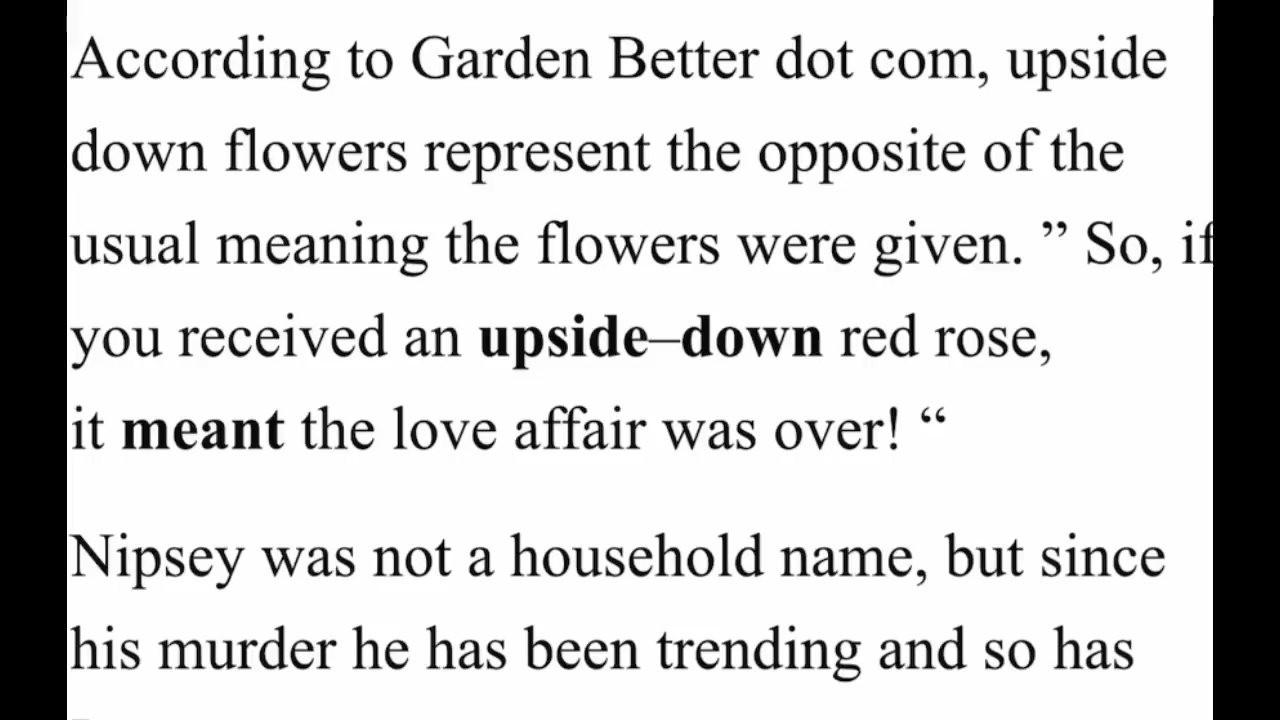 According to Garden Better dot com, upside
down flowers represent the opposite of the
usual meaning the flowers were given. ” So, if
you received an upside–down red rose,
it meant the love affair was over! “
Nipsey was not a household name, but since
his murder he has been trending and so has